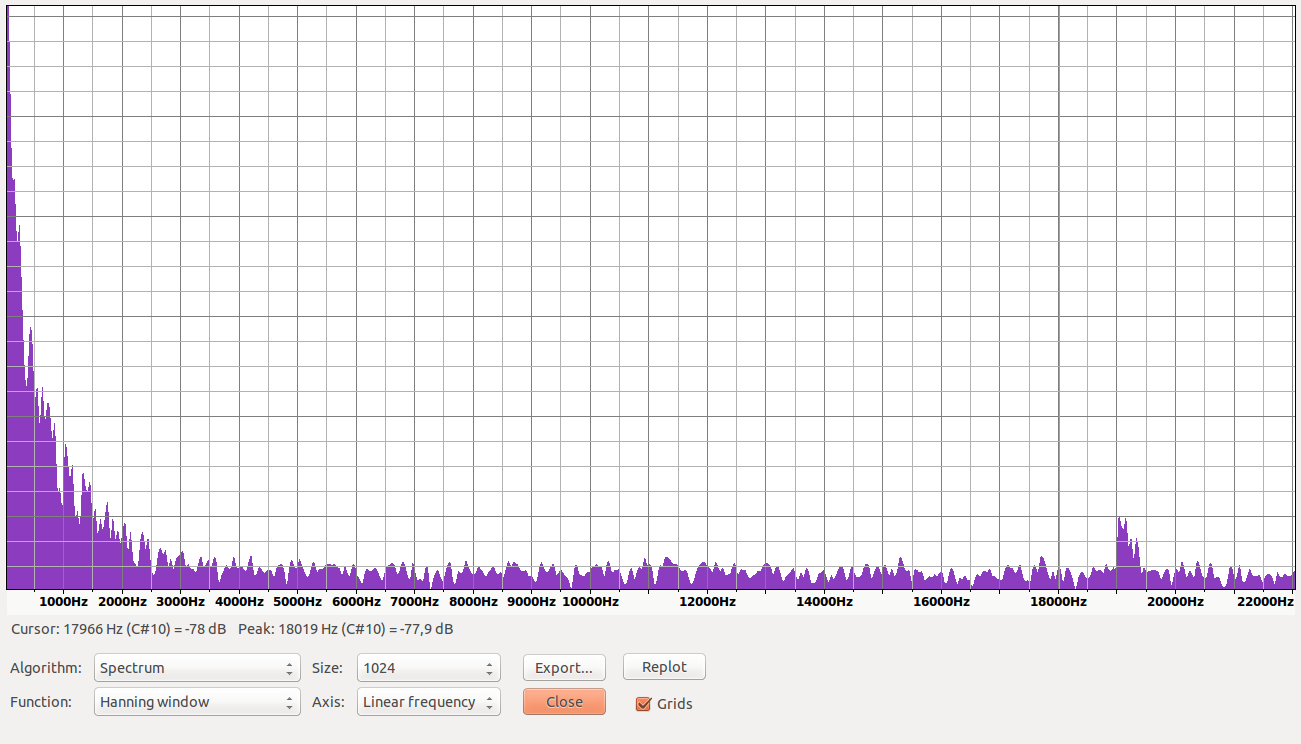 1000Hz 2000Hz 3000Hz 4000Hz 5000Hz 6000Hz 7000Hz 8000Hz 9000Hz 10000Hz 12000Hz 14000Hz 16000Hz 18000Hz 20000Hz 22000Hz
Cursor: 17966 Hz (C#10) = -78 dB Peak: 18019 Hz (C#10) = -77,9 dB
Algorithm: Spectrum Size: 1024 Export... Replot
Function: Hanning window Axis: Linear frequency Close Grids